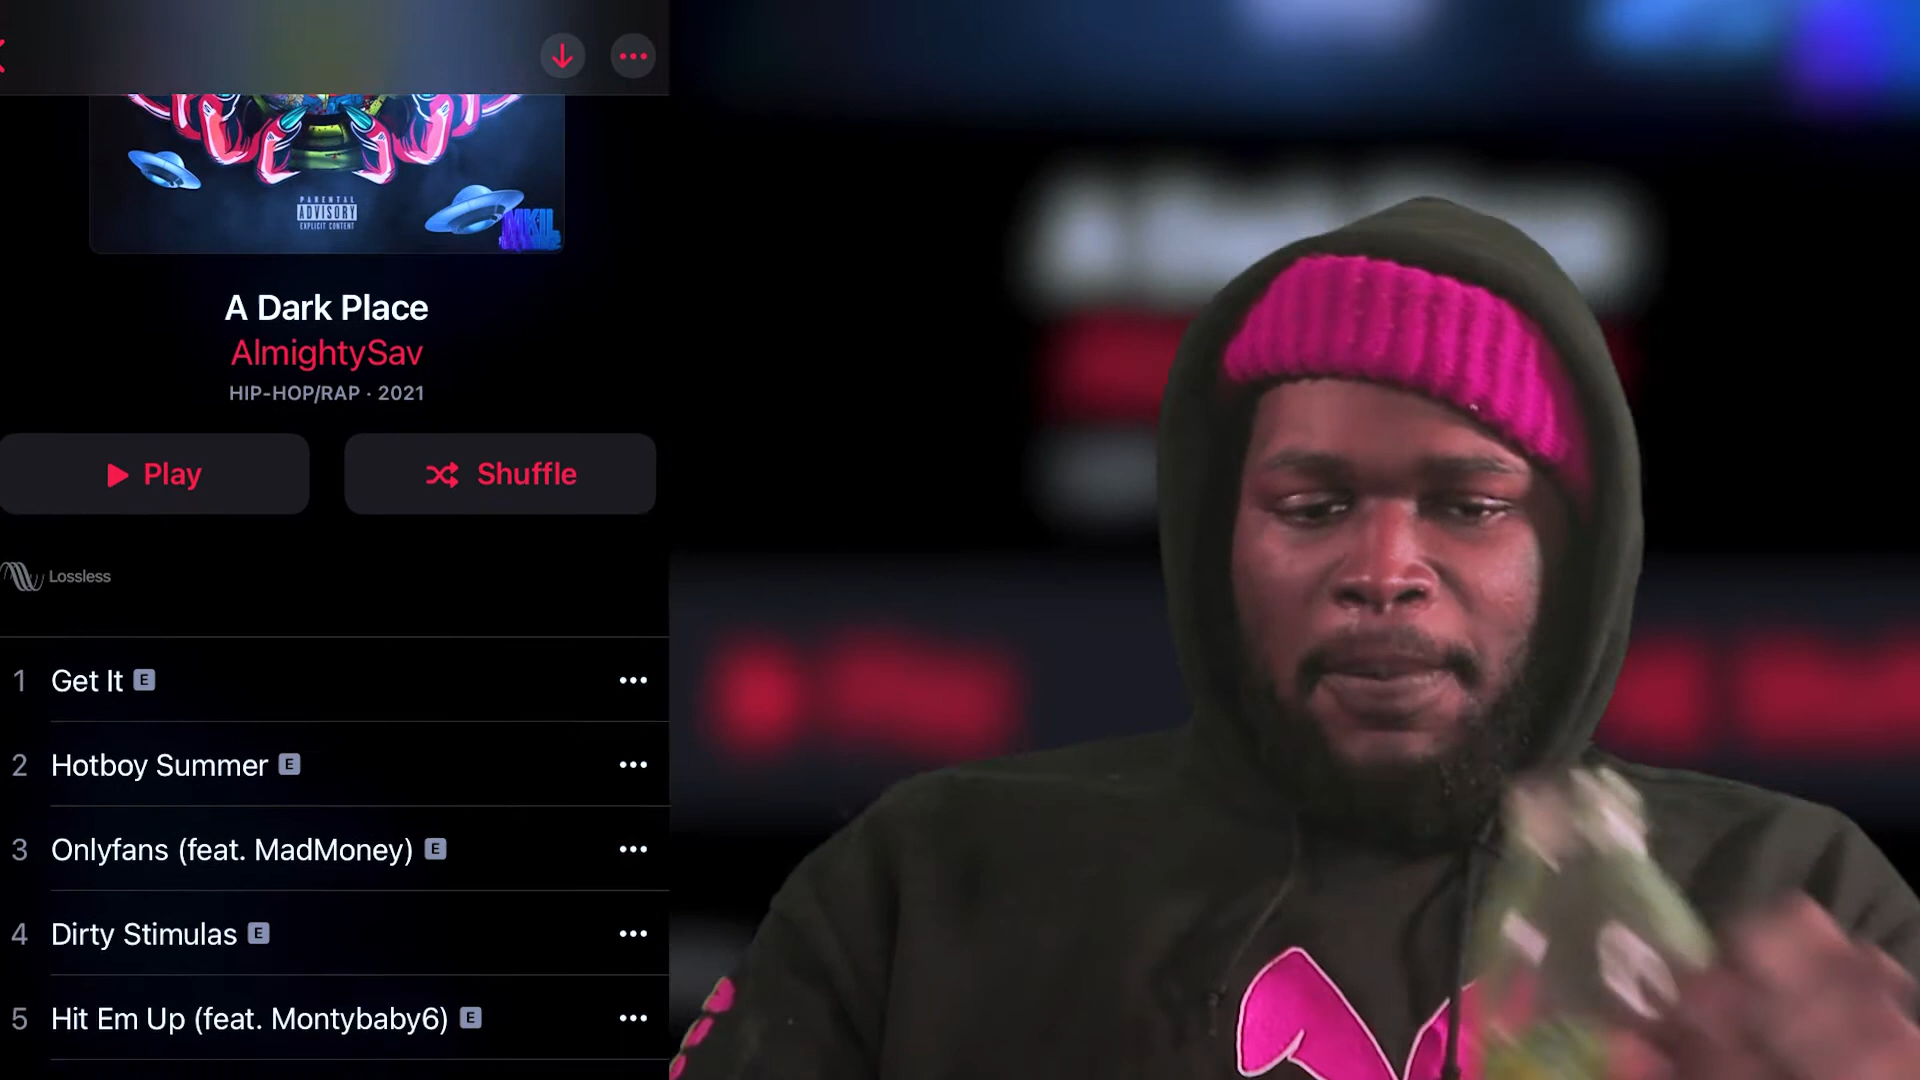 PARENTAL
ADVISORY
EXPLICIT CONTENT
A Dark Place
AlmightySav
HIP-HOP/RAP · 2021
Play
Shuffle
Lossless
1 Get It E
2 Hotboy Summer E
3 Onlyfans (feat. MadMoney) E
4 Dirty Stimulas E
5 Hit Em Up (feat. Montybaby6) E